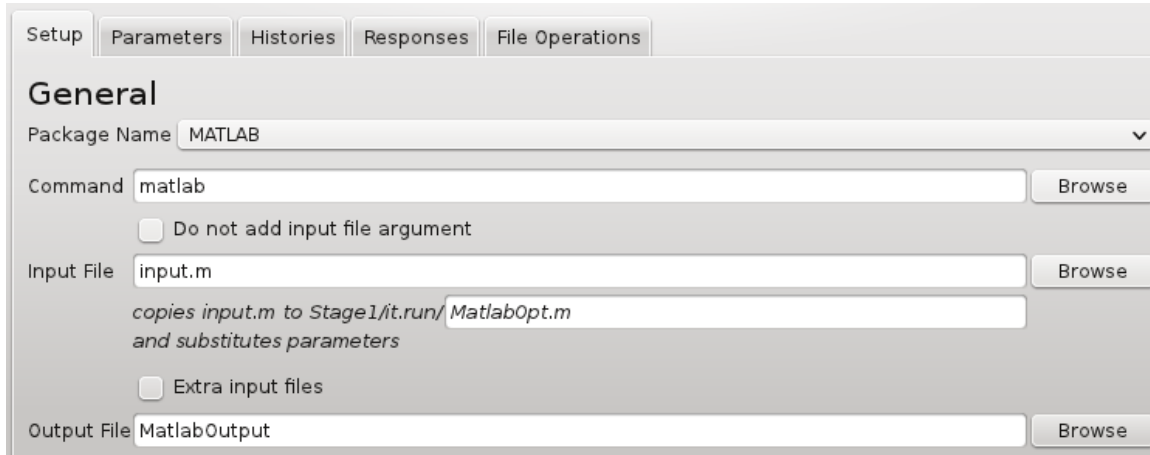 Setup Parameters Histories Responses File Operations
General
Package Name MATLAB
Command matlab Browse
Do not add input file argument
Input File input.m Browse
copies input.m to Stage1/it.run/ MatlabOpt.m
and substitutes parameters
Extra input files
Output File MatlabOutput Browse